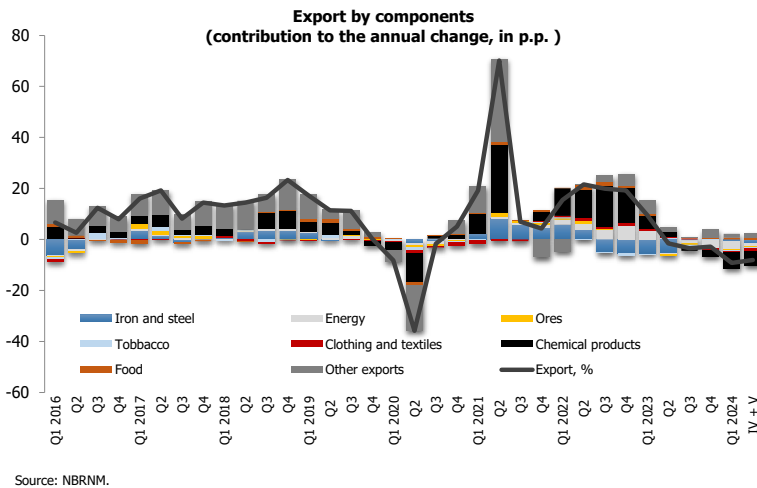 Export by components
(contribution to the annual change, in p.p. )
80
60
40
20
0
-20
-40
-60
Iron and steel
Energy
Ores
Tobbacco
Clothing and textiles
Chemical products
Food
Other exports
Export, %
Q1 2016
Q2
Q3
Q4
Q1 2017
Q2
Q3
Q4
Q1 2018
Q2
Q3
Q4
Q1 2019
Q2
Q3
Q4
Q1 2020
Q2
Q3
Q4
Q1 2021
Q2
Q3
Q4
Q1 2022
Q2
Q3
Q4
Q1 2023
Q2
Q3
Q4
Q1 2024
IV + V
Source: NBRNM.